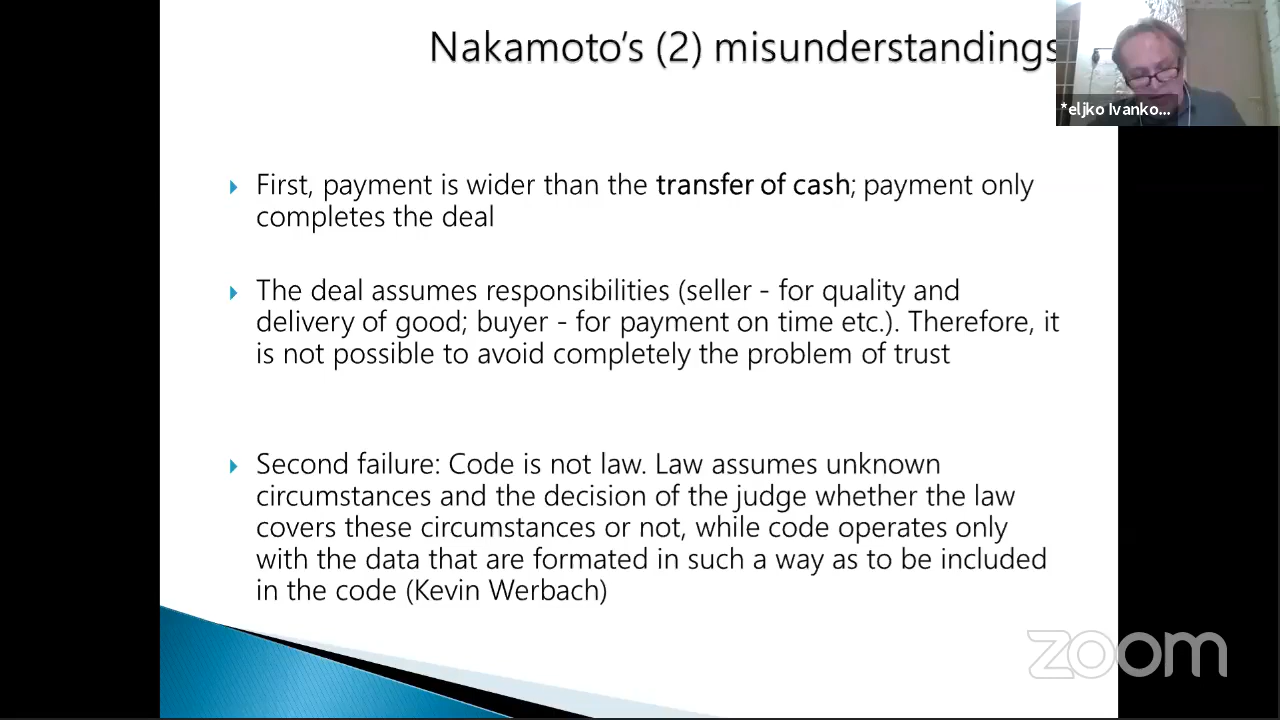 Nakamoto's (2) misunderstandings
*eljko Ivanko...
First, payment is wider than the transfer of cash; payment only
completes the deal
The deal assumes responsibilities (seller - for quality and
delivery of good; buyer - for payment on time etc.). Therefore, it
is not possible to avoid completely the problem of trust
Second failure: Code is not law. Law assumes unknown
circumstances and the decision of the judge whether the law
covers these circumstances or not, while code operates only
with the data that are formated in such a way as to be included
in the code (Kevin Werbach)
zoom